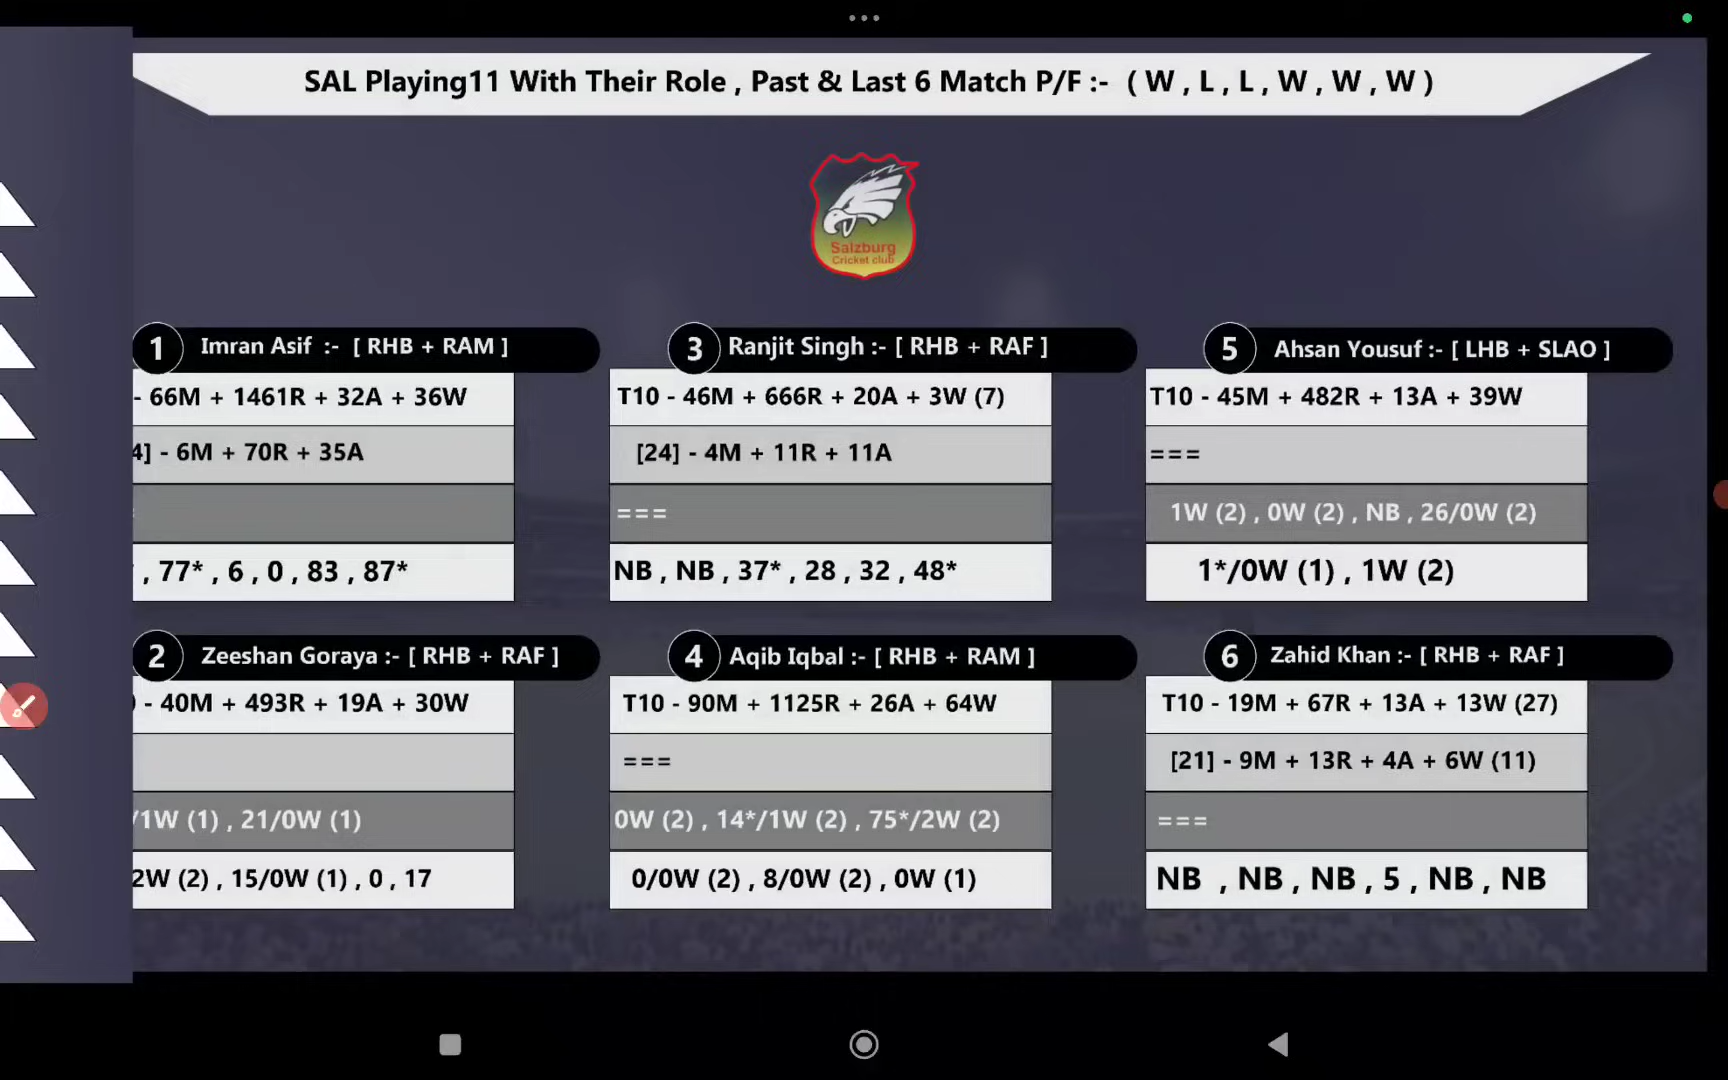 SAL Playing11 With Their Role , Past & Last 6 Match P/F :- ( W , L , L , W , W , W )
Salzburg
Cricket club
1 Imran Asif :- [ RHB + RAM ]
- 66M + 1461R + 32A + 36W
4] - 6M + 70R + 35A
, 77* , 6 , 0 , 83 , 87*
2 Zeeshan Goraya :- [ RHB + RAF ]
- 40M + 493R + 19A + 30W
/1W (1) , 21/0W (1)
2W (2) , 15/0W (1) , 0 , 17
3 Ranjit Singh :- [ RHB + RAF ]
T10 - 46M + 666R + 20A + 3W (7)
[24] - 4M + 11R + 11A
===
NB , NB , 37* , 28 , 32 , 48*
4 Aqib Iqbal :- [ RHB + RAM ]
T10 - 90M + 1125R + 26A + 64W
===
0W (2) , 14*/1W (2) , 75*/2W (2)
0/0W (2) , 8/0W (2) , 0W (1)
5 Ahsan Yousuf :- [ LHB + SLAO ]
T10 - 45M + 482R + 13A + 39W
===
1W (2) , 0W (2) , NB , 26/0W (2)
1*/0W (1) , 1W (2)
6 Zahid Khan :- [ RHB + RAF ]
T10 - 19M + 67R + 13A + 13W (27)
[21] - 9M + 13R + 4A + 6W (11)
===
NB , NB , NB , 5 , NB , NB